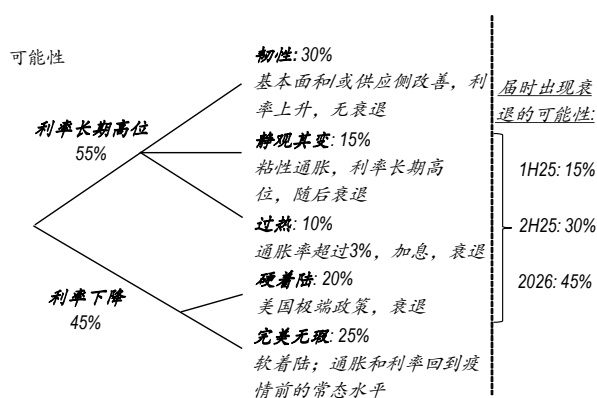 可能性
利率长期高位
55%
韧性: 30%
基本面和/或供应侧改善，利
率上升，无衰退
静观其变: 15%
粘性通胀，利率长期高
位，随后衰退
过热: 10%
通胀率超过3%，加息，衰退
利率下降
45%
硬着陆: 20%
美国极端政策，衰退
完美无瑕: 25%
软着陆；通胀和利率回到疫
情前的常态水平
届时出现衰
退的可能性:
1H25: 15%
2H25: 30%
2026: 45%